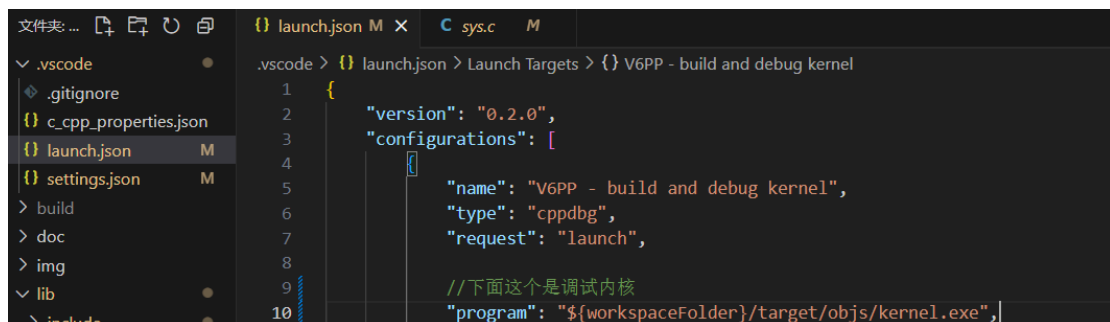 文件夹: ...
launch.json M
sys.c M
.vscode
.vscode > launch.json > Launch Targets > {} V6PP - build and debug kernel
.gitignore
c_cpp_properties.json
launch.json M
settings.json M
build
doc
img
lib
include
1 {
2 "version": "0.2.0",
3 "configurations": [
4 {
5 "name": "V6PP - build and debug kernel",
6 "type": "cppdbg",
7 "request": "launch",
8
9 //下面这个是调试内核
10 "program": "${workspaceFolder}/target/objs/kernel.exe",